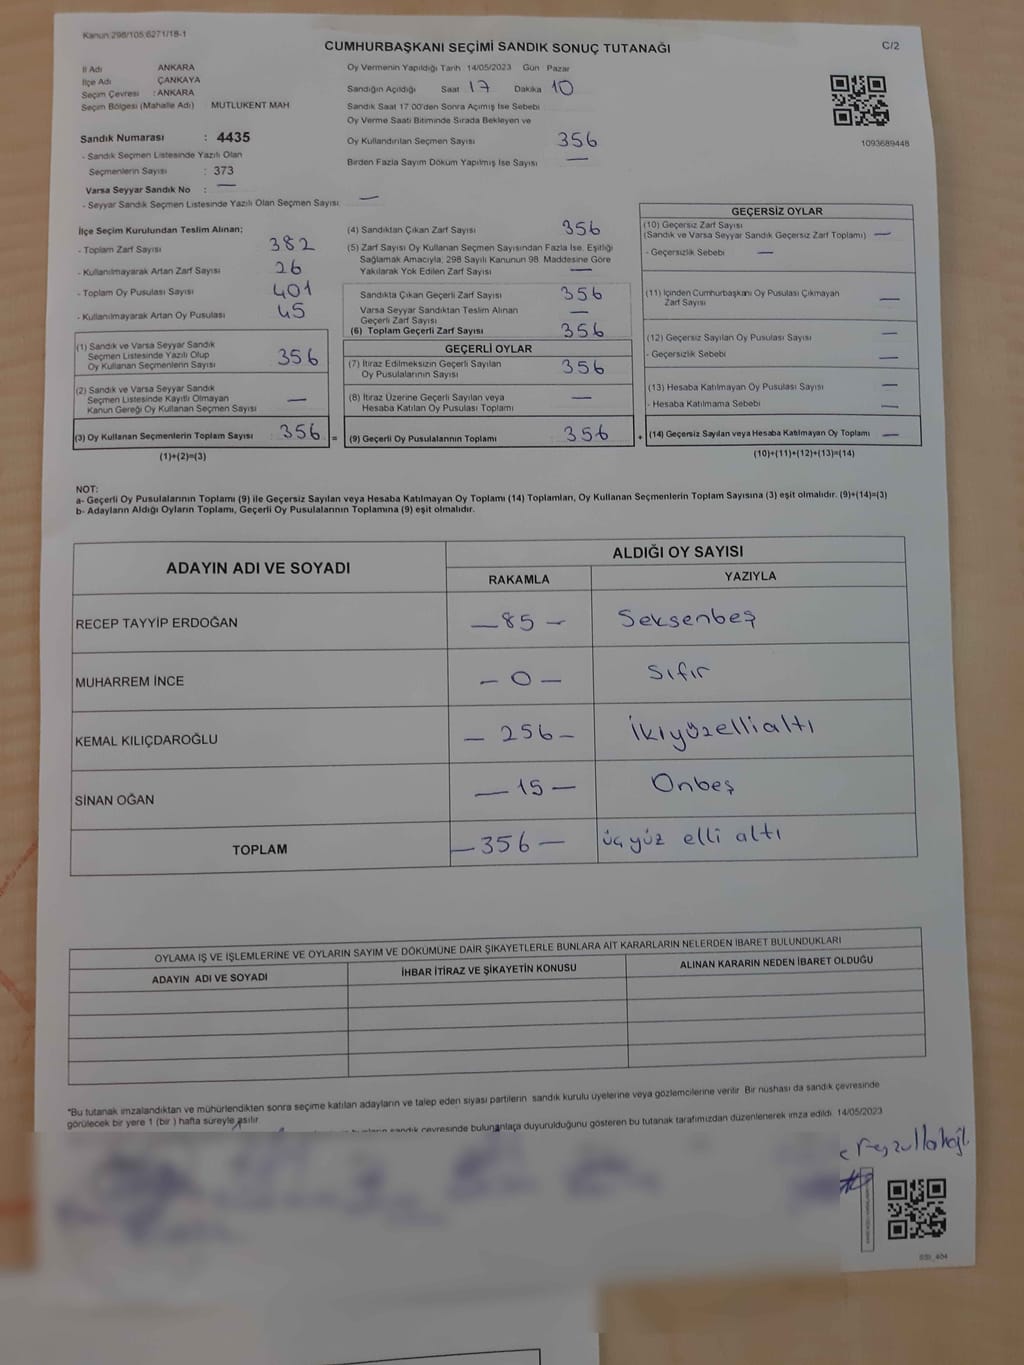 Kanun:298/105;6271/18-1
CUMHURBAŞKANI SEÇİMİ SANDIK SONUÇ TUTANAĞI
C/2
İl Adı ANKARA
İlçe Adı ÇANKAYA
Seçim Çevresi : ANKARA
Seçim Bölgesi (Mahalle Adı) MUTLUKENT MAH
Sandık Numarası : 4435
- Sandık Seçmen Listesinde Yazılı Olan
Seçmenlerin Sayısı : 373
Varsa Seyyar Sandık No : —
- Seyyar Sandık Seçmen Listesinde Yazılı Olan Seçmen Sayısı —
Oy Vermenin Yapıldığı Tarih 14/05/2023 Gün Pazar
Sandığın Açıldığı Saat 17 Dakika 10
Sandık Saat 17:00'den Sonra Açımış İse Sebebi
Oy Verme Saati Bitiminde Sırada Bekleyen ve
Oy Kullandırılan Seçmen Sayısı 356
Birden Fazla Sayım Döküm Yapılmış İse Sayısı —
1093689448
İlçe Seçim Kurulundan Teslim Alınan;
- Toplam Zarf Sayısı 382
- Kullanılmayarak Artan Zarf Sayısı 26
- Toplam Oy Pusulası Sayısı 401
- Kullanılmayarak Artan Oy Pusulası 45
(1) Sandık ve Varsa Seyyar Sandık
Seçmen Listesinde Yazılı Olup
Oy Kullanan Seçmenlerin Sayısı 356
(2) Sandık ve Varsa Seyyar Sandık
Seçmen Listesinde Kayıtlı Olmayan
Kanun Gereği Oy Kullanan Seçmen Sayısı —
(3) Oy Kullanan Seçmenlerin Toplam Sayısı 356 =
(1)+(2)=(3)
(4) Sandıktan Çıkan Zarf Sayısı 356
(5) Zarf Sayısı Oy Kullanan Seçmen Sayısından Fazla İse, Eşitliği
Sağlamak Amacıyla, 298 Sayılı Kanunun 98. Maddesine Göre
Yakılarak Yok Edilen Zarf Sayısı —
Sandıkta Çıkan Geçerli Zarf Sayısı 356
Varsa Seyyar Sandıktan Teslim Alınan
Geçerli Zarf Sayısı —
(6) Toplam Geçerli Zarf Sayısı 356
GEÇERLİ OYLAR
(7) İtiraz Edilmeksizin Geçerli Sayılan
Oy Pusulalarının Sayısı 356
(8) İtiraz Üzerine Geçerli Sayılan veya
Hesaba Katılan Oy Pusulası Toplamı —
(9) Geçerli Oy Pusulalarının Toplamı 356 +
GEÇERSİZ OYLAR
(10) Geçersiz Zarf Sayısı
(Sandık ve Varsa Seyyar Sandık Geçersiz Zarf Toplamı) —
- Geçersizlik Sebebi —
(11) İçinden Cumhurbaşkanı Oy Pusulası Çıkmayan
Zarf Sayısı —
(12) Geçersiz Sayılan Oy Pusulası Sayısı —
- Geçersizlik Sebebi —
(13) Hesaba Katılmayan Oy Pusulası Sayısı —
- Hesaba Katılmama Sebebi —
(14) Geçersiz Sayılan veya Hesaba Katılmayan Oy Toplamı —
(10)+(11)+(12)+(13)=(14)
NOT:
a- Geçerli Oy Pusulalarının Toplamı (9) ile Geçersiz Sayılan veya Hesaba Katılmayan Oy Toplamı (14) Toplamları, Oy Kullanan Seçmenlerin Toplam Sayısına (3) eşit olmalıdır. (9)+(14)=(3)
b- Adayların Aldığı Oyların Toplamı, Geçerli Oy Pusulalarının Toplamına (9) eşit olmalıdır.
ADAYIN ADI VE SOYADI
ALDIĞI OY SAYISI
RAKAMLA YAZIYLA
RECEP TAYYİP ERDOĞAN —85— Seksenbeş
MUHARREM İNCE —0— Sıfır
KEMAL KILIÇDAROĞLU —256— İkiyüzellialtı
SİNAN OĞAN —15— Onbeş
TOPLAM —356— üçyüz elli altı
OYLAMA İŞ VE İŞLEMLERİNE VE OYLARIN SAYIM VE DÖKÜMÜNE DAİR ŞİKAYETLERLE BUNLARA AİT KARARLARIN NELERDEN İBARET BULUNDUKLARI
ADAYIN ADI VE SOYADI
İHBAR İTİRAZ VE ŞİKAYETİN KONUSU
ALINAN KARARIN NEDEN İBARET OLDUĞU
*Bu tutanak imzalandıktan ve mühürlendikten sonra seçime katılan adayların ve talep eden siyasi partilerin sandık kurulu üyelerine veya gözlemcilerine verilir. Bir nüshası da sandık çevresinde
görülecek bir yere 1 (bir ) hafta süreyle asılır.
sandık çevresinde bulunanlaça duyurulduğunu gösteren bu tutanak tarafımızdan düzenlenerek imza edildi. 14/05/2023